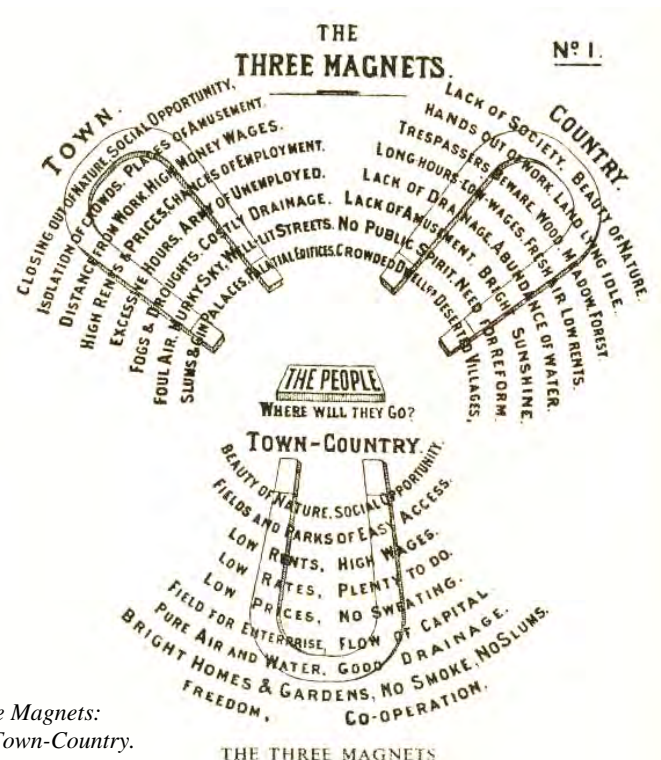 THE
THREE MAGNETS.
Nº 1.
TOWN.
CLOSING OUT OF NATURE. SOCIAL OPPORTUNITY.
ISOLATION OF CROWDS. PLACES OF AMUSEMENT.
DISTANCE FROM WORK. HIGH MONEY WAGES.
HIGH RENTS & PRICES. CHANCES OF EMPLOYMENT.
EXCESSIVE HOURS. ARMY OF UNEMPLOYED.
FOGS & DROUGHTS. COSTLY DRAINAGE.
FOUL AIR. MURKY SKY. WELL-LIT STREETS.
SLUMS & GIN PALACES. PALATIAL EDIFICES.
COUNTRY.
LACK OF SOCIETY. BEAUTY OF NATURE.
HANDS OUT OF WORK. LAND LYING IDLE.
TRESPASSERS BEWARE. WOOD, MEADOW, FOREST.
LONG HOURS-LOW WAGES. FRESH AIR. LOW RENTS.
LACK OF DRAINAGE. ABUNDANCE OF WATER.
LACK OF AMUSEMENT. BRIGHT SUNSHINE.
NO PUBLIC SPIRIT. NEED FOR REFORM.
CROWDED DESERTED VILLAGES.
THE PEOPLE
WHERE WILL THEY GO?
TOWN-COUNTRY.
BEAUTY OF NATURE. SOCIAL OPPORTUNITY.
FIELDS AND PARKS OF EASY ACCESS.
LOW RENTS, HIGH WAGES.
LOW RATES, PLENTY TO DO.
LOW PRICES, NO SWEATING.
FIELD FOR ENTERPRISE, FLOW OF CAPITAL.
PURE AIR AND WATER, GOOD DRAINAGE.
BRIGHT HOMES & GARDENS, NO SMOKE, NO SLUMS.
FREEDOM, CO-OPERATION.
Magnets:
Town-Country.
THE THREE MAGNETS